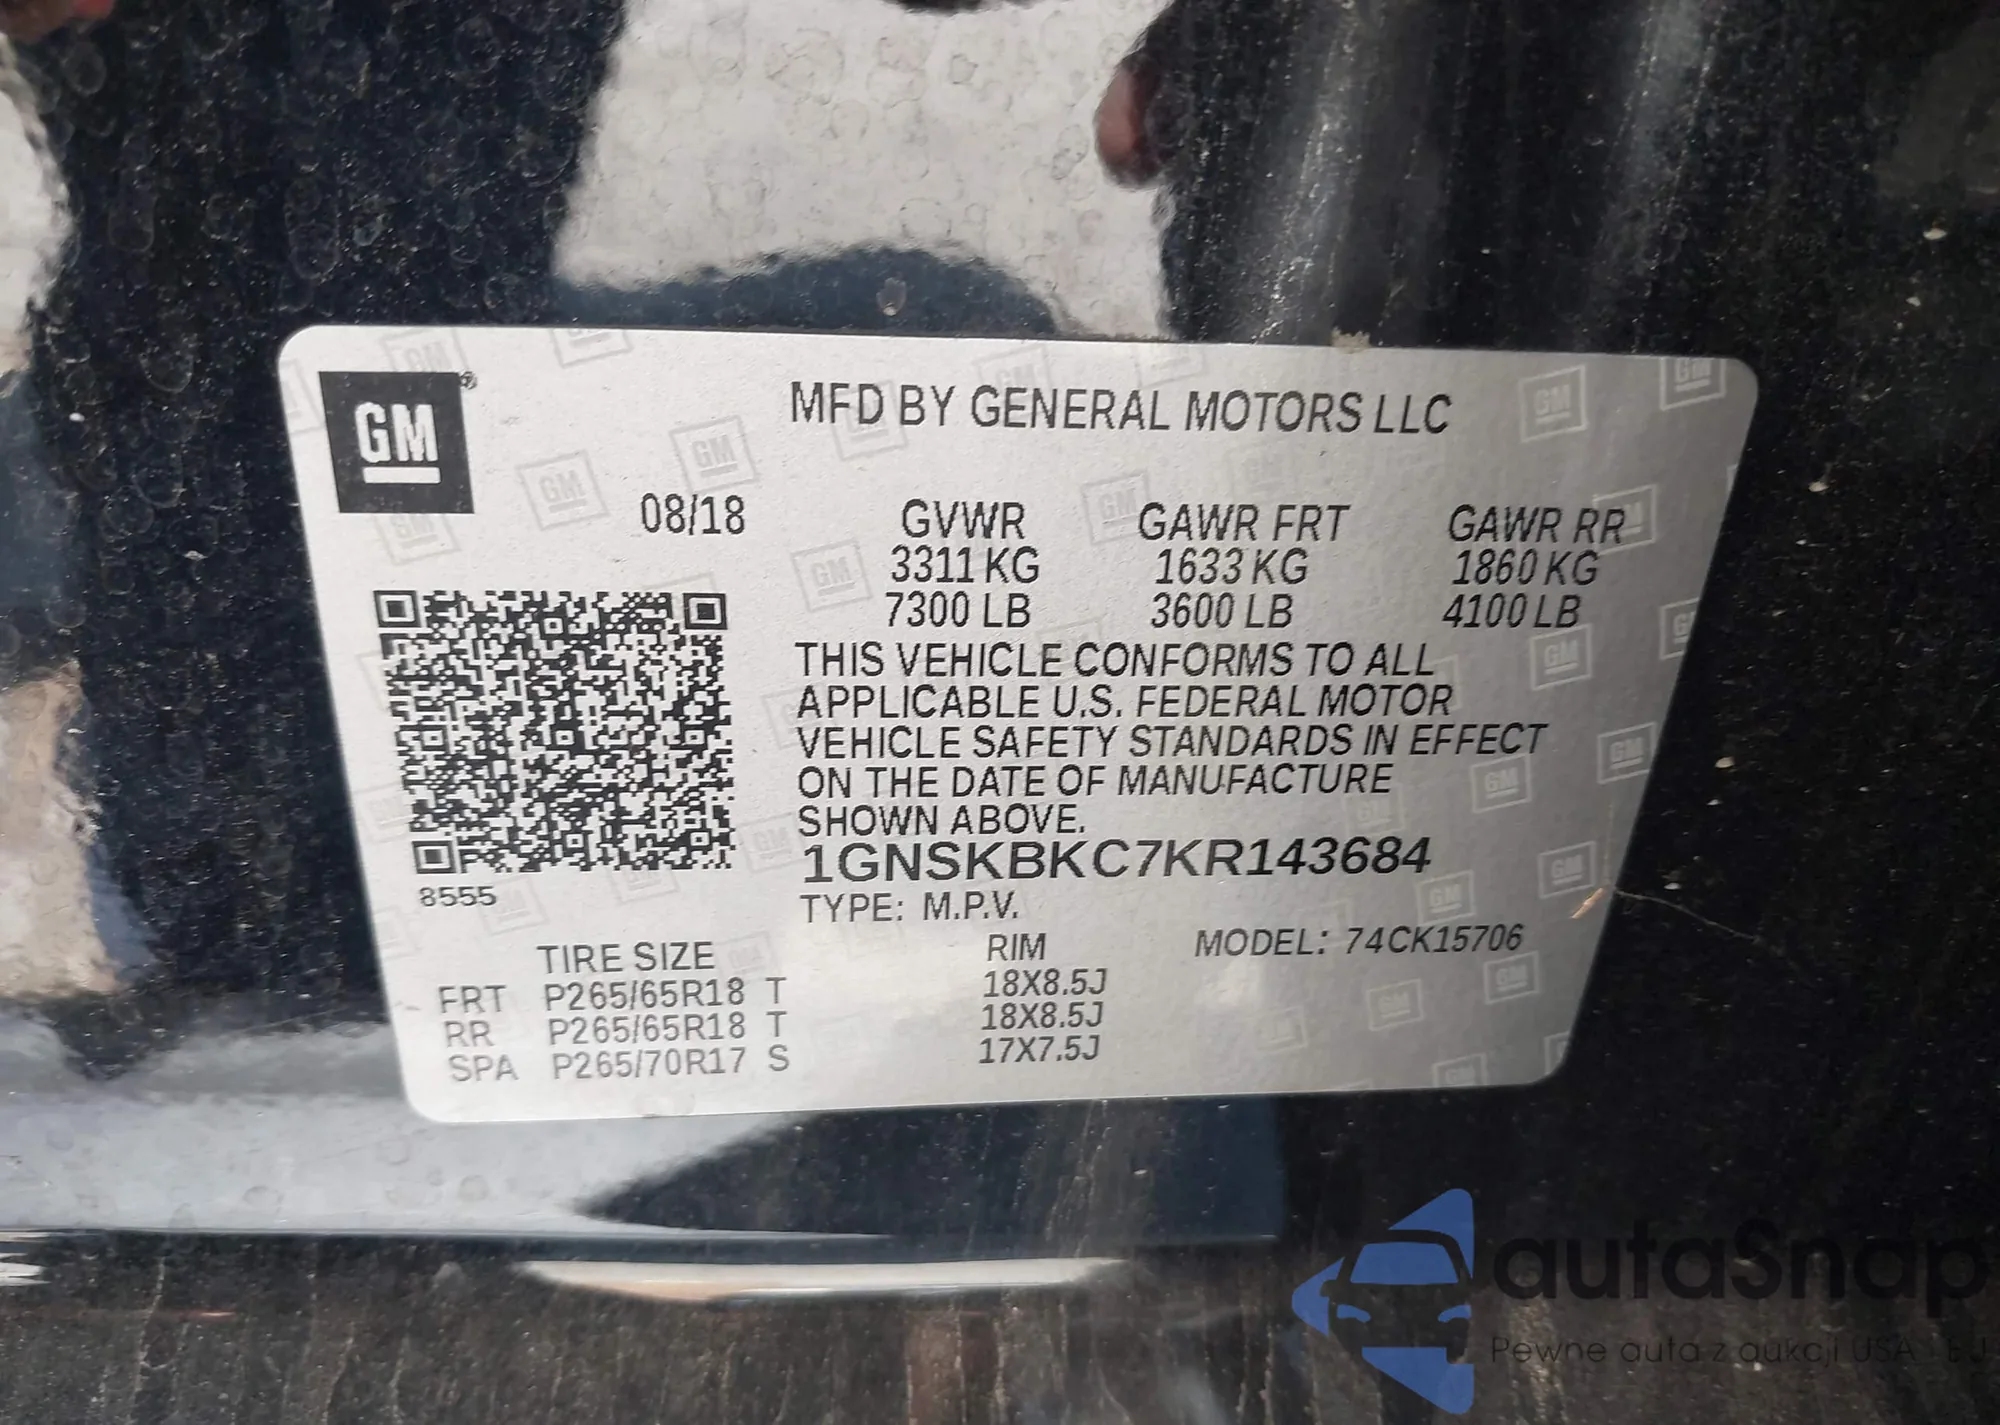 GM
MFD BY GENERAL MOTORS LLC
08/18
GVWR GAWR FRT GAWR RR
3311 KG 1633 KG 1860 KG
7300 LB 3600 LB 4100 LB
THIS VEHICLE CONFORMS TO ALL
APPLICABLE U.S. FEDERAL MOTOR
VEHICLE SAFETY STANDARDS IN EFFECT
ON THE DATE OF MANUFACTURE
SHOWN ABOVE.
1GNSKBKC7KR143684
8555
TYPE: M.P.V.
TIRE SIZE RIM MODEL: 74CK15706
FRT P265/65R18 T 18X8.5J
RR P265/65R18 T 18X8.5J
SPA P265/70R17 S 17X7.5J
autaSnap
Pewne auta z aukcji USA